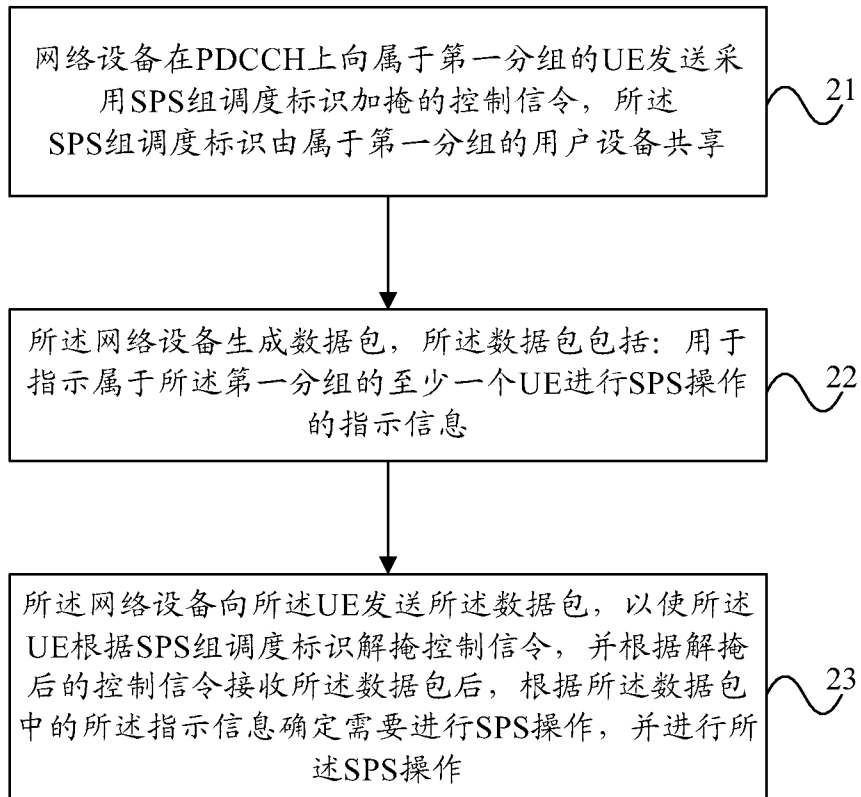 网络设备在PDCCH上向属于第一分组的UE发送采
用SPS组调度标识加掩的控制信令，所述
SPS组调度标识由属于第一分组的用户设备共享
21
所述网络设备生成数据包，所述数据包包括：用于
指示属于所述第一分组的至少一个UE进行SPS操作
的指示信息
22
所述网络设备向所述UE发送所述数据包，以使所述
UE根据SPS组调度标识解掩控制信令，并根据解掩
后的控制信令接收所述数据包后，根据所述数据包
中的所述指示信息确定需要进行SPS操作，并进行所
述SPS操作
23